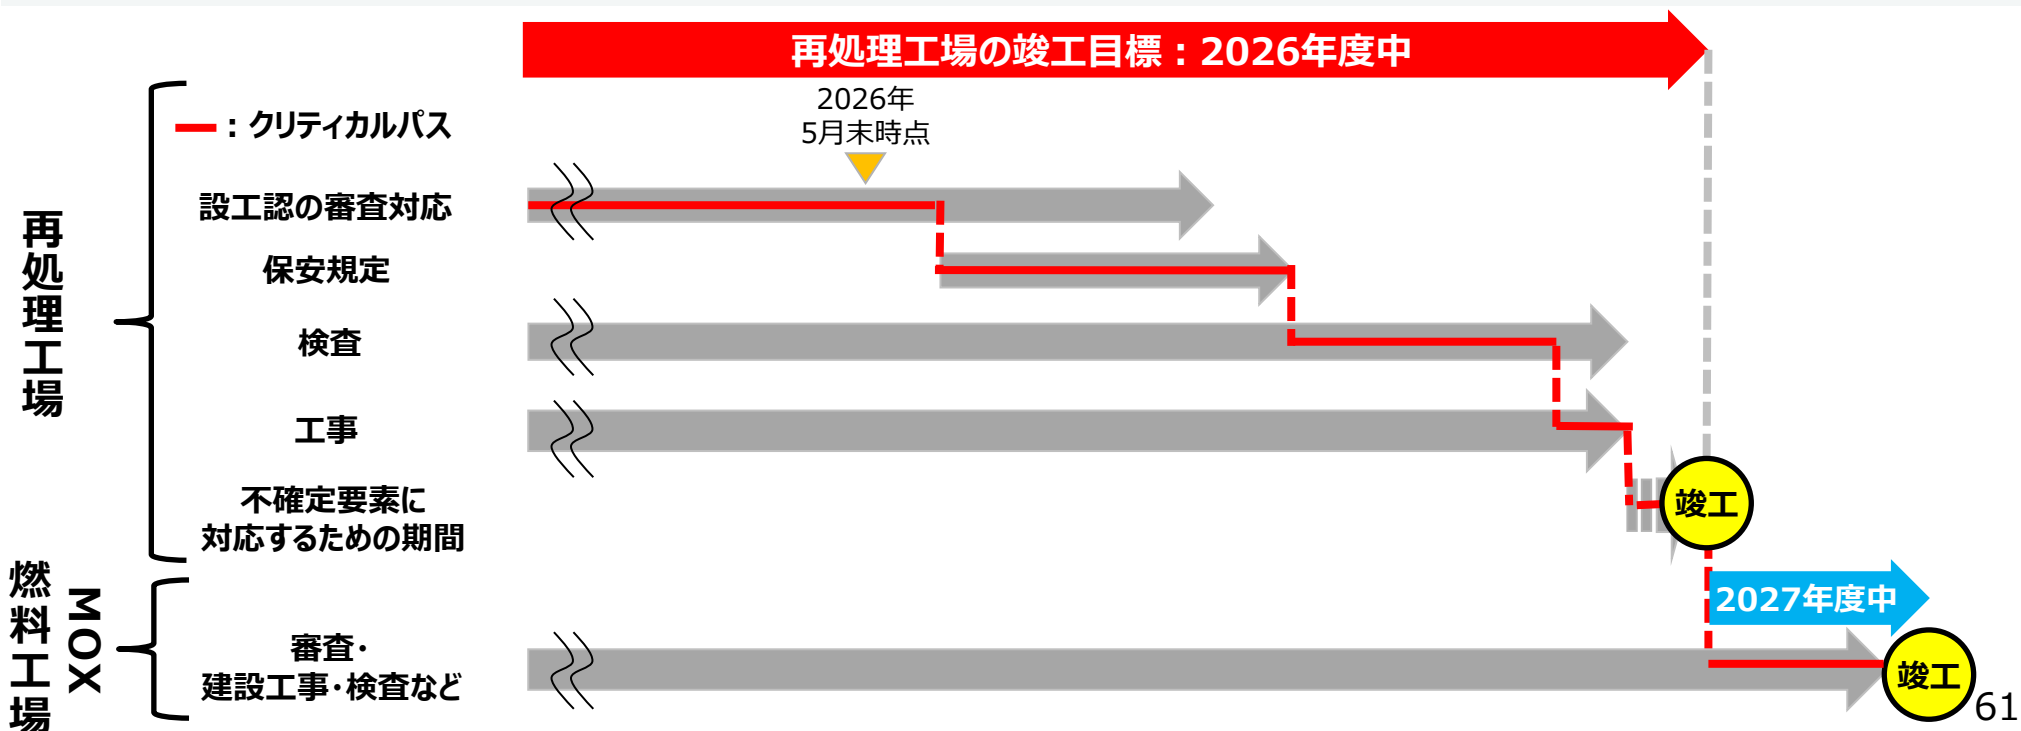 再処理工場の竣工目標：2026年度中
2026年
5月末時点
：クリティカルパス
再処理工場
設工認の審査対応
保安規定
検査
工事
不確定要素に
対応するための期間
竣工
MOX
燃料工場
2027年度中
審査・
建設工事・検査など
竣工
61